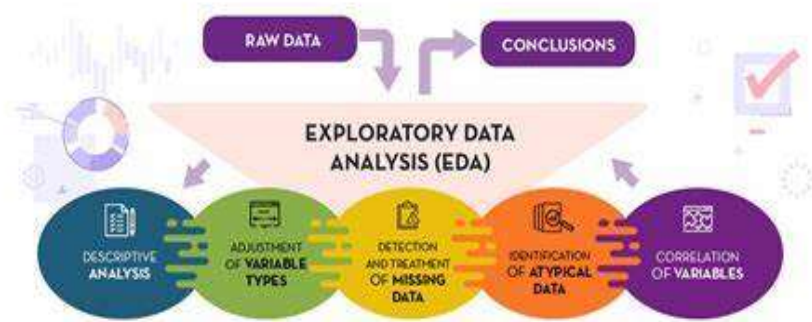 RAW DATA
CONCLUSIONS
EXPLORATORY DATA
ANALYSIS (EDA)
DESCRIPTIVE
ANALYSIS
ADJUSTMENT
OF VARIABLE
TYPES
DETECTION
AND TREATMENT
OF MISSING
DATA
IDENTIFICATION
OF ATYPICAL
DATA
CORRELATION
OF VARIABLES